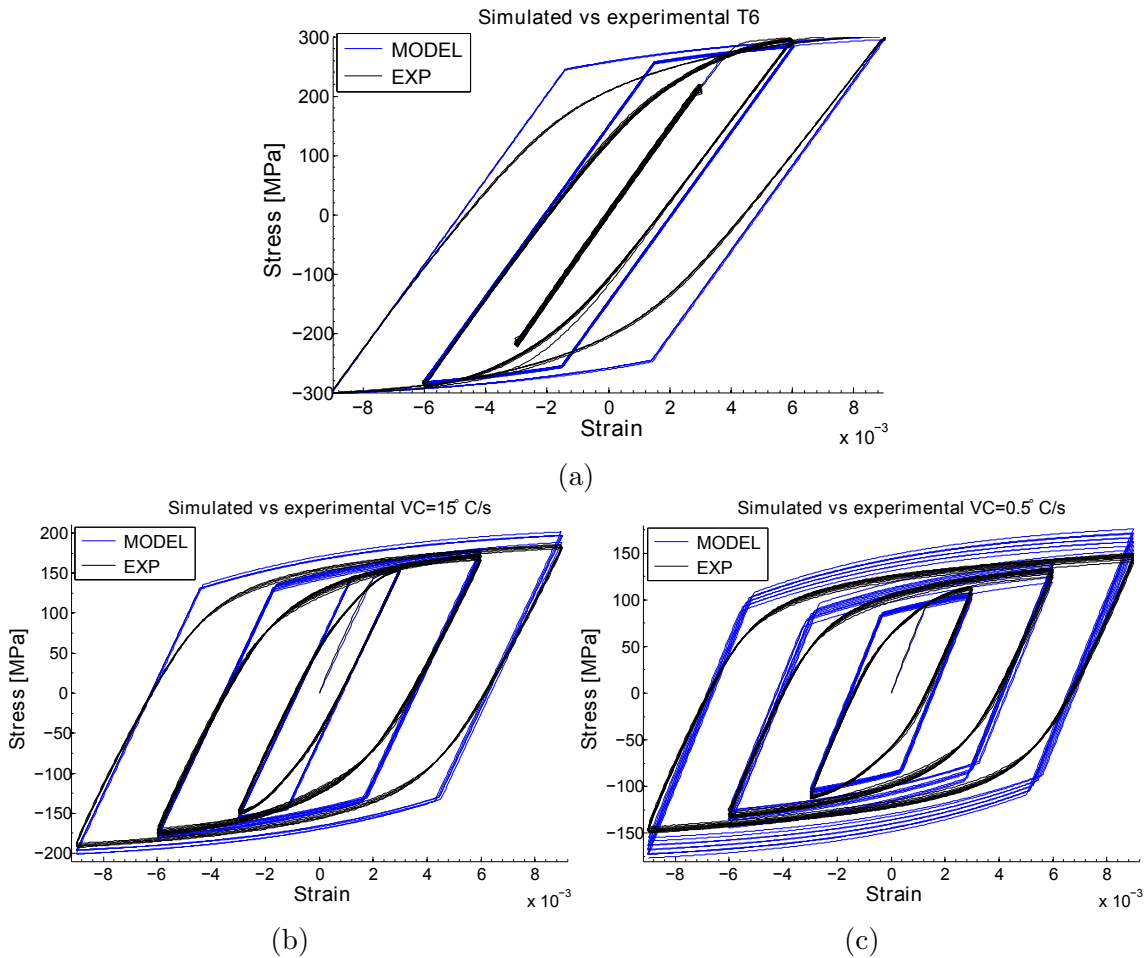 Simulated vs experimental T6
MODEL
EXP
Stress [MPa]
300
200
100
0
−100
−200
−300
−8 −6 −4 −2 0 2 4 6 8
Strain
x 10⁻³
(a)
Simulated vs experimental VC=15° C/s
MODEL
EXP
Stress [MPa]
200
150
100
50
0
−50
−100
−150
−200
−8 −6 −4 −2 0 2 4 6 8
Strain
x 10⁻³
(b)
Simulated vs experimental VC=0.5° C/s
MODEL
EXP
Stress [MPa]
150
100
50
0
−50
−100
−150
−8 −6 −4 −2 0 2 4 6 8
Strain
x 10⁻³
(c)